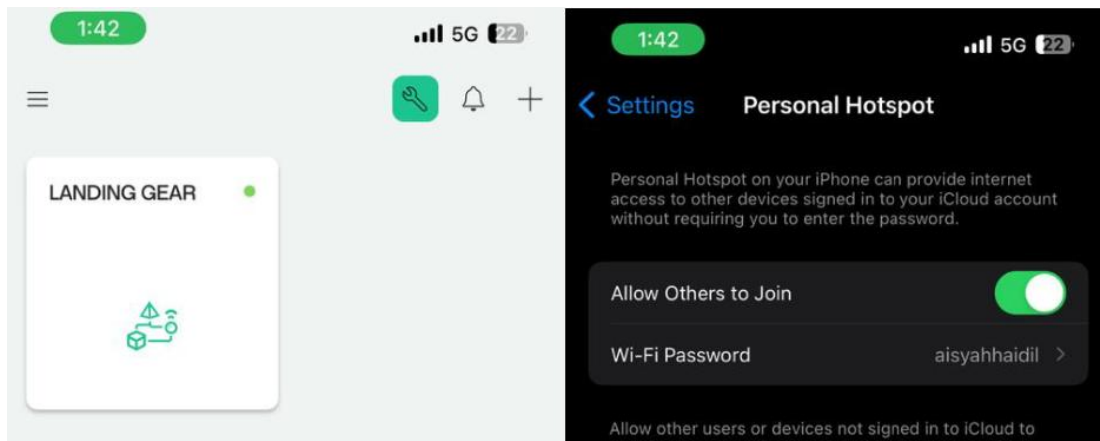 1:42
5G 22
LANDING GEAR
1:42
5G 22
Settings
Personal Hotspot
Personal Hotspot on your iPhone can provide internet
access to other devices signed in to your iCloud account
without requiring you to enter the password.
Allow Others to Join
Wi-Fi Password
aisyahhaidil
Allow other users or devices not signed in to iCloud to